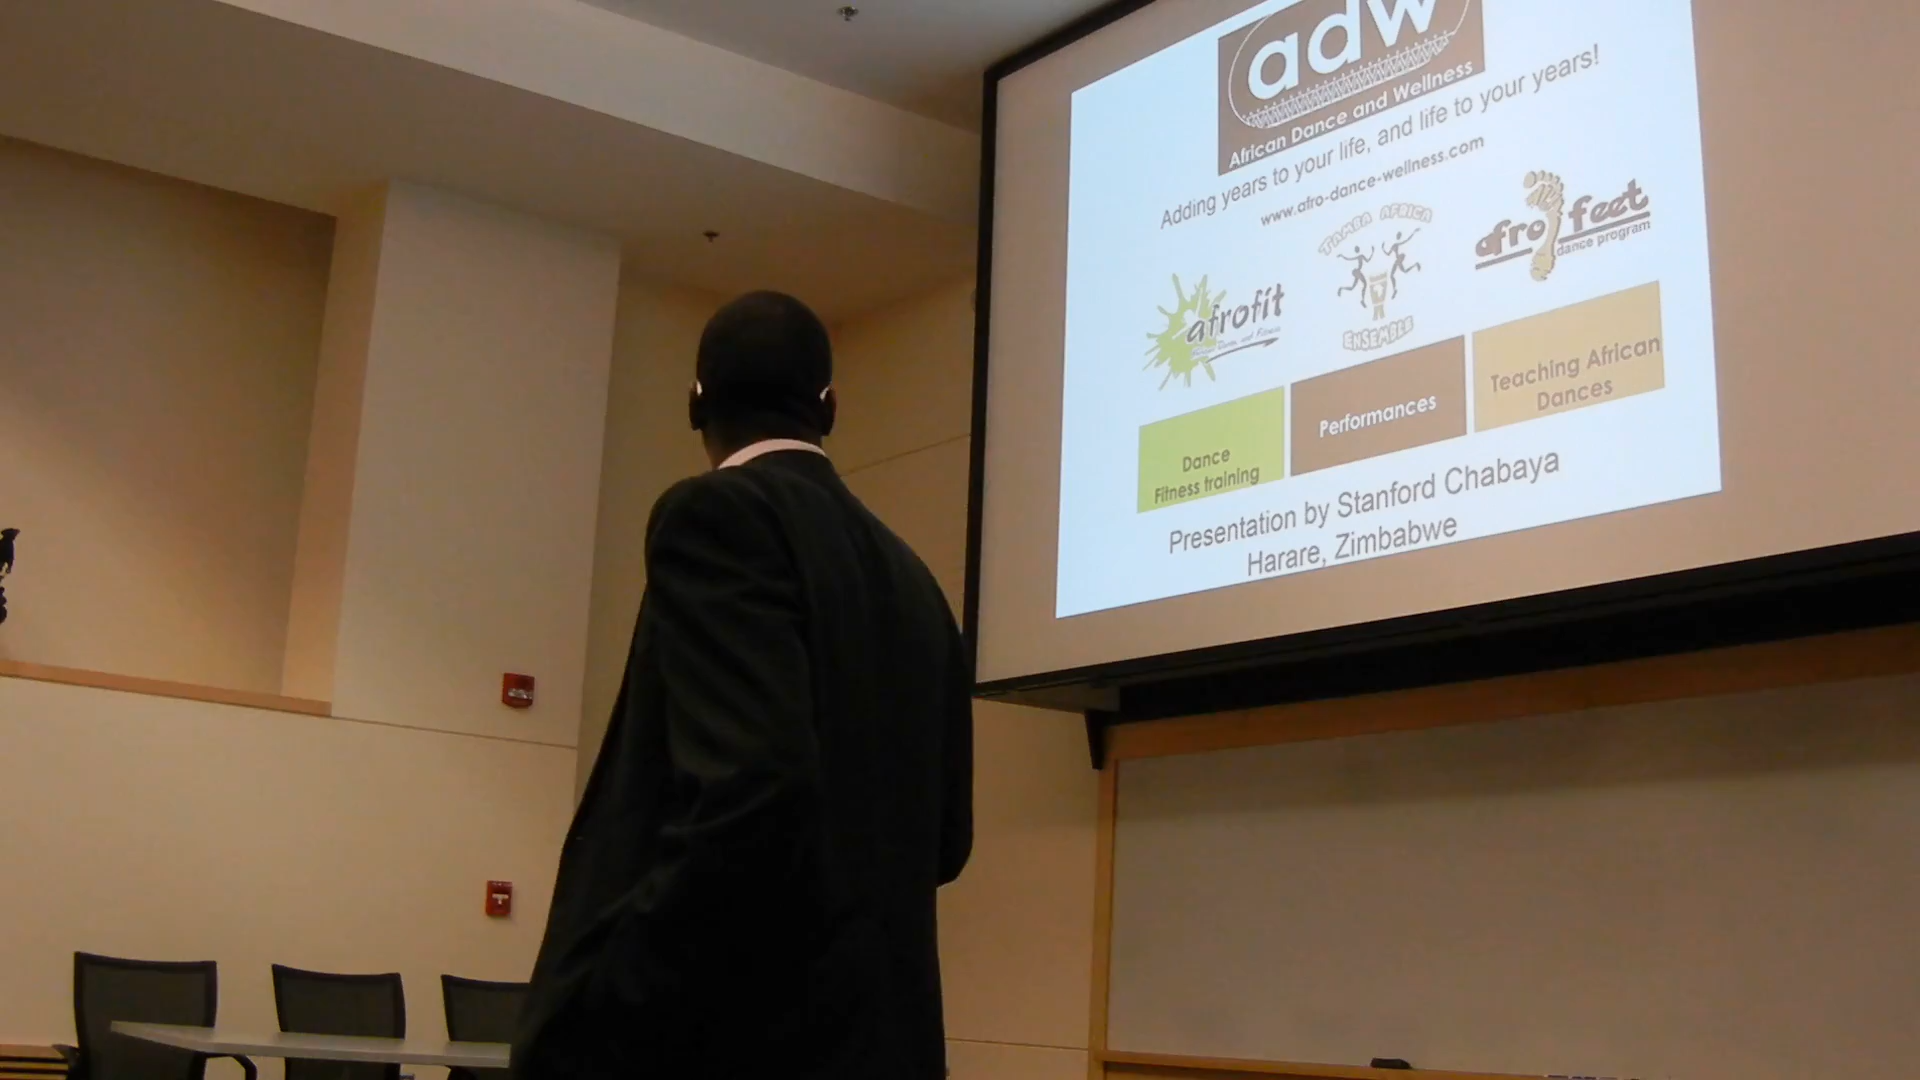 adw
African Dance and Wellness
Adding years to your life, and life to your years!
www.afro-dance-wellness.com
afrofit
TAMBA AFRICA
ENSEMBLE
afro feet
dance program
Dance
Fitness training
Performances
Teaching African
Dances
Presentation by Stanford Chabaya
Harare, Zimbabwe